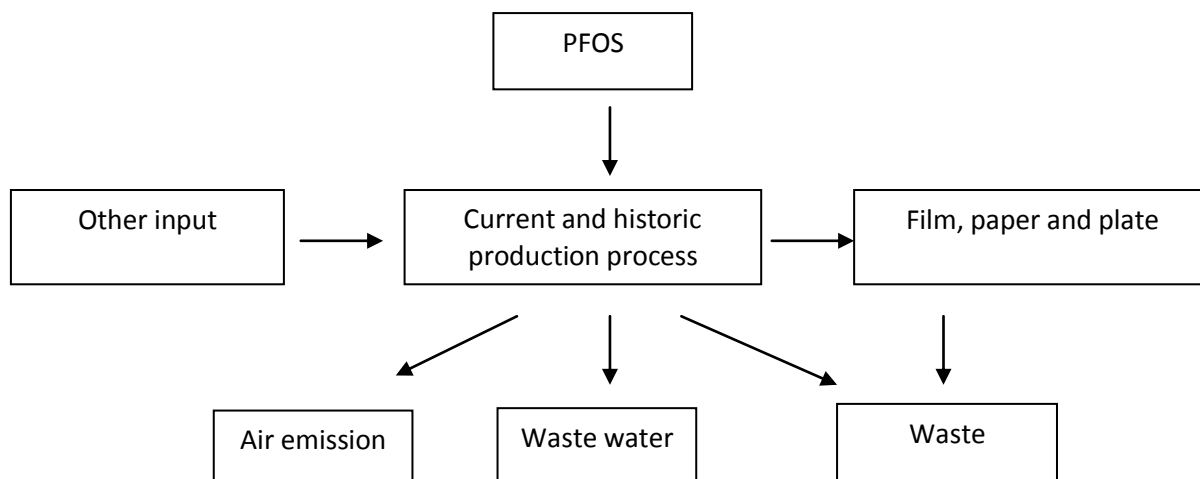 PFOS
Other input
Current and historic
production process
Film, paper and plate
Air emission
Waste water
Waste